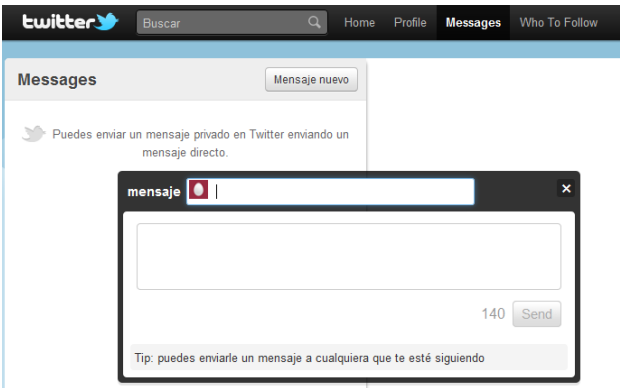 twitter Buscar Home Profile Messages Who To Follow
Messages Mensaje nuevo
Puedes enviar un mensaje privado en Twitter enviando un
mensaje directo.
mensaje ×
140 Send
Tip: puedes enviarle un mensaje a cualquiera que te esté siguiendo